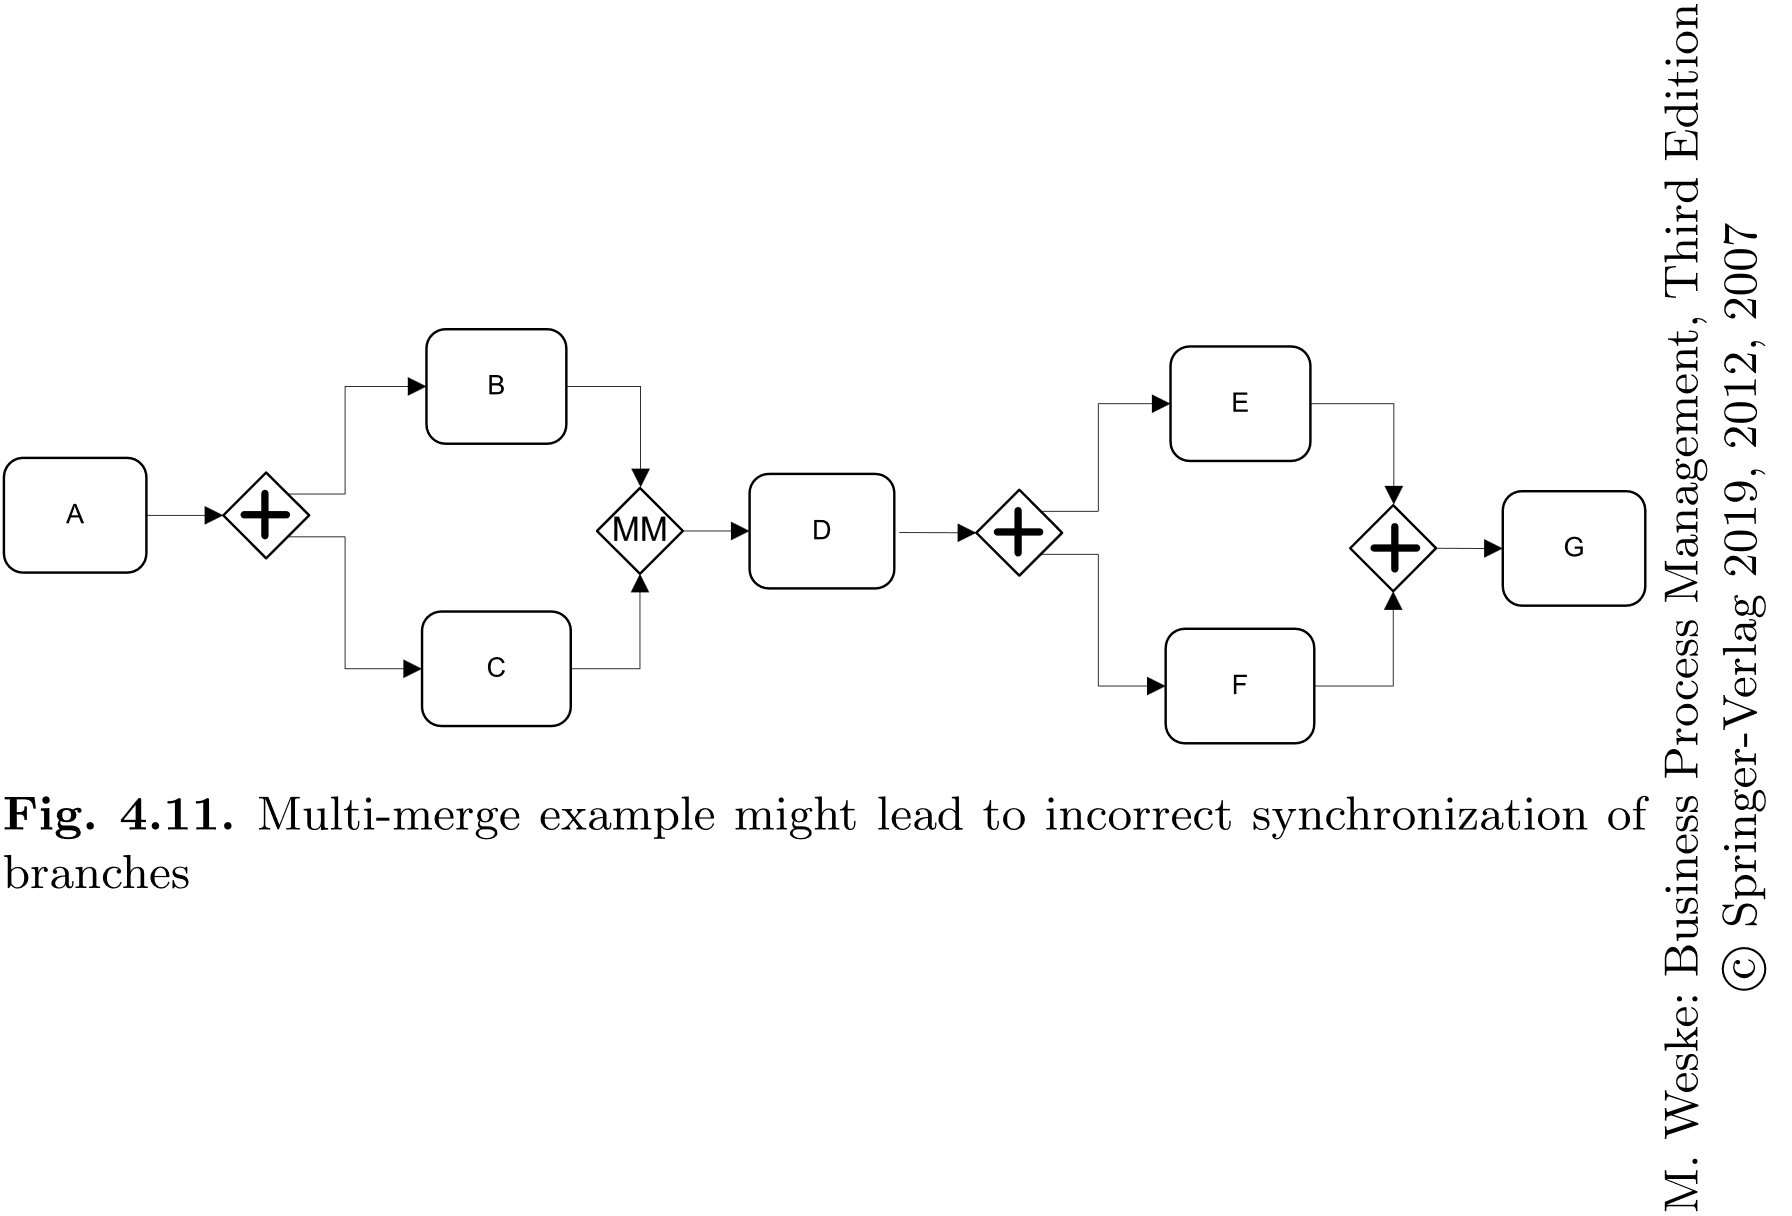 A
B
C
MM
D
E
F
G
Fig. 4.11. Multi-merge example might lead to incorrect synchronization of
branches
M. Weske: Business Process Management, Third Edition
© Springer-Verlag 2019, 2012, 2007